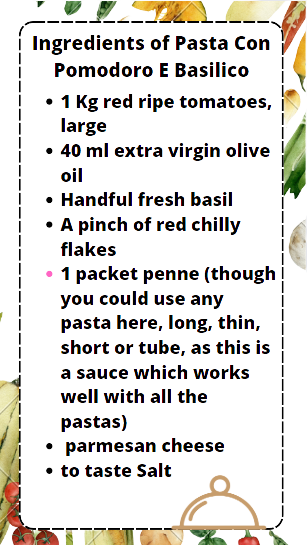 Ingredients of Pasta Con
Pomodoro E Basilico
• 1 Kg red ripe tomatoes,
large
• 40 ml extra virgin olive
oil
• Handful fresh basil
• A pinch of red chilly
flakes
• 1 packet penne (though
you could use any
pasta here, long, thin,
short or tube, as this is
a sauce which works
well with all the
pastas)
• parmesan cheese
• to taste Salt